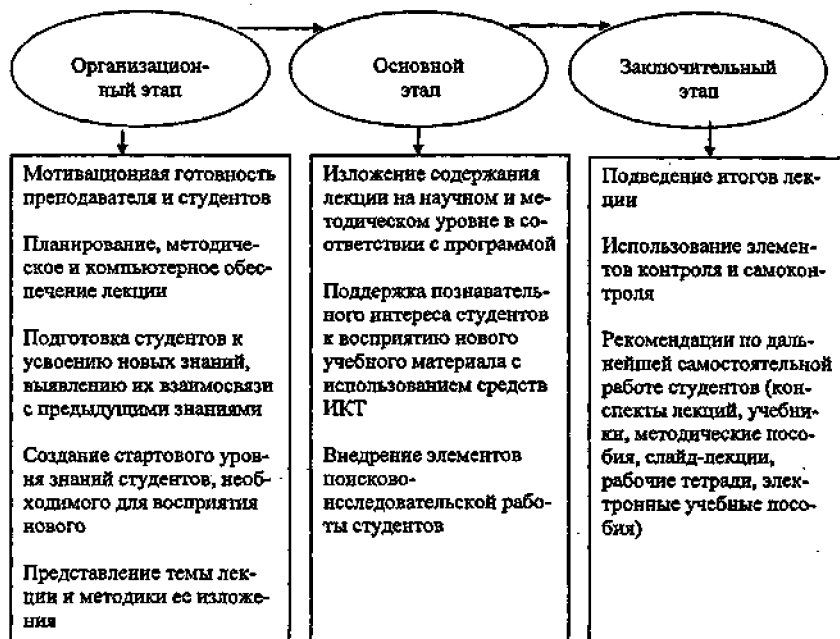 Организацион-
ный этап
Основной
этап
Заключительный
этап
Мотивационная готовность
преподавателя и студентов
Планирование, методиче-
ское и компьютерное обес-
печение лекции
Подготовка студентов к
усвоению новых знаний,
выявлению их взаимосвязи
с предыдущими знаниями
Создание стартового уров-
ня знаний студентов, необ-
ходимого для восприятия
нового
Представление темы лек-
ции и методики ее изложе-
ния
Изложение содержания
лекции на научном и ме-
тодическом уровне в со-
ответствии с программой
Поддержка познаватель-
ного интереса студентов
к восприятию нового
учебного материала с
использованием средств
ИКТ
Внедрение элементов
поисково-
исследовательской рабо-
ты студентов
Подведение итогов лек-
ции
Использование элемен-
тов контроля и самокон-
троля
Рекомендации по даль-
нейшей самостоятельной
работе студентов (кон-
спекты лекций, учебни-
ки, методические посо-
бия, слайд-лекции,
рабочие тетради, элек-
тронные учебные посо-
бия)